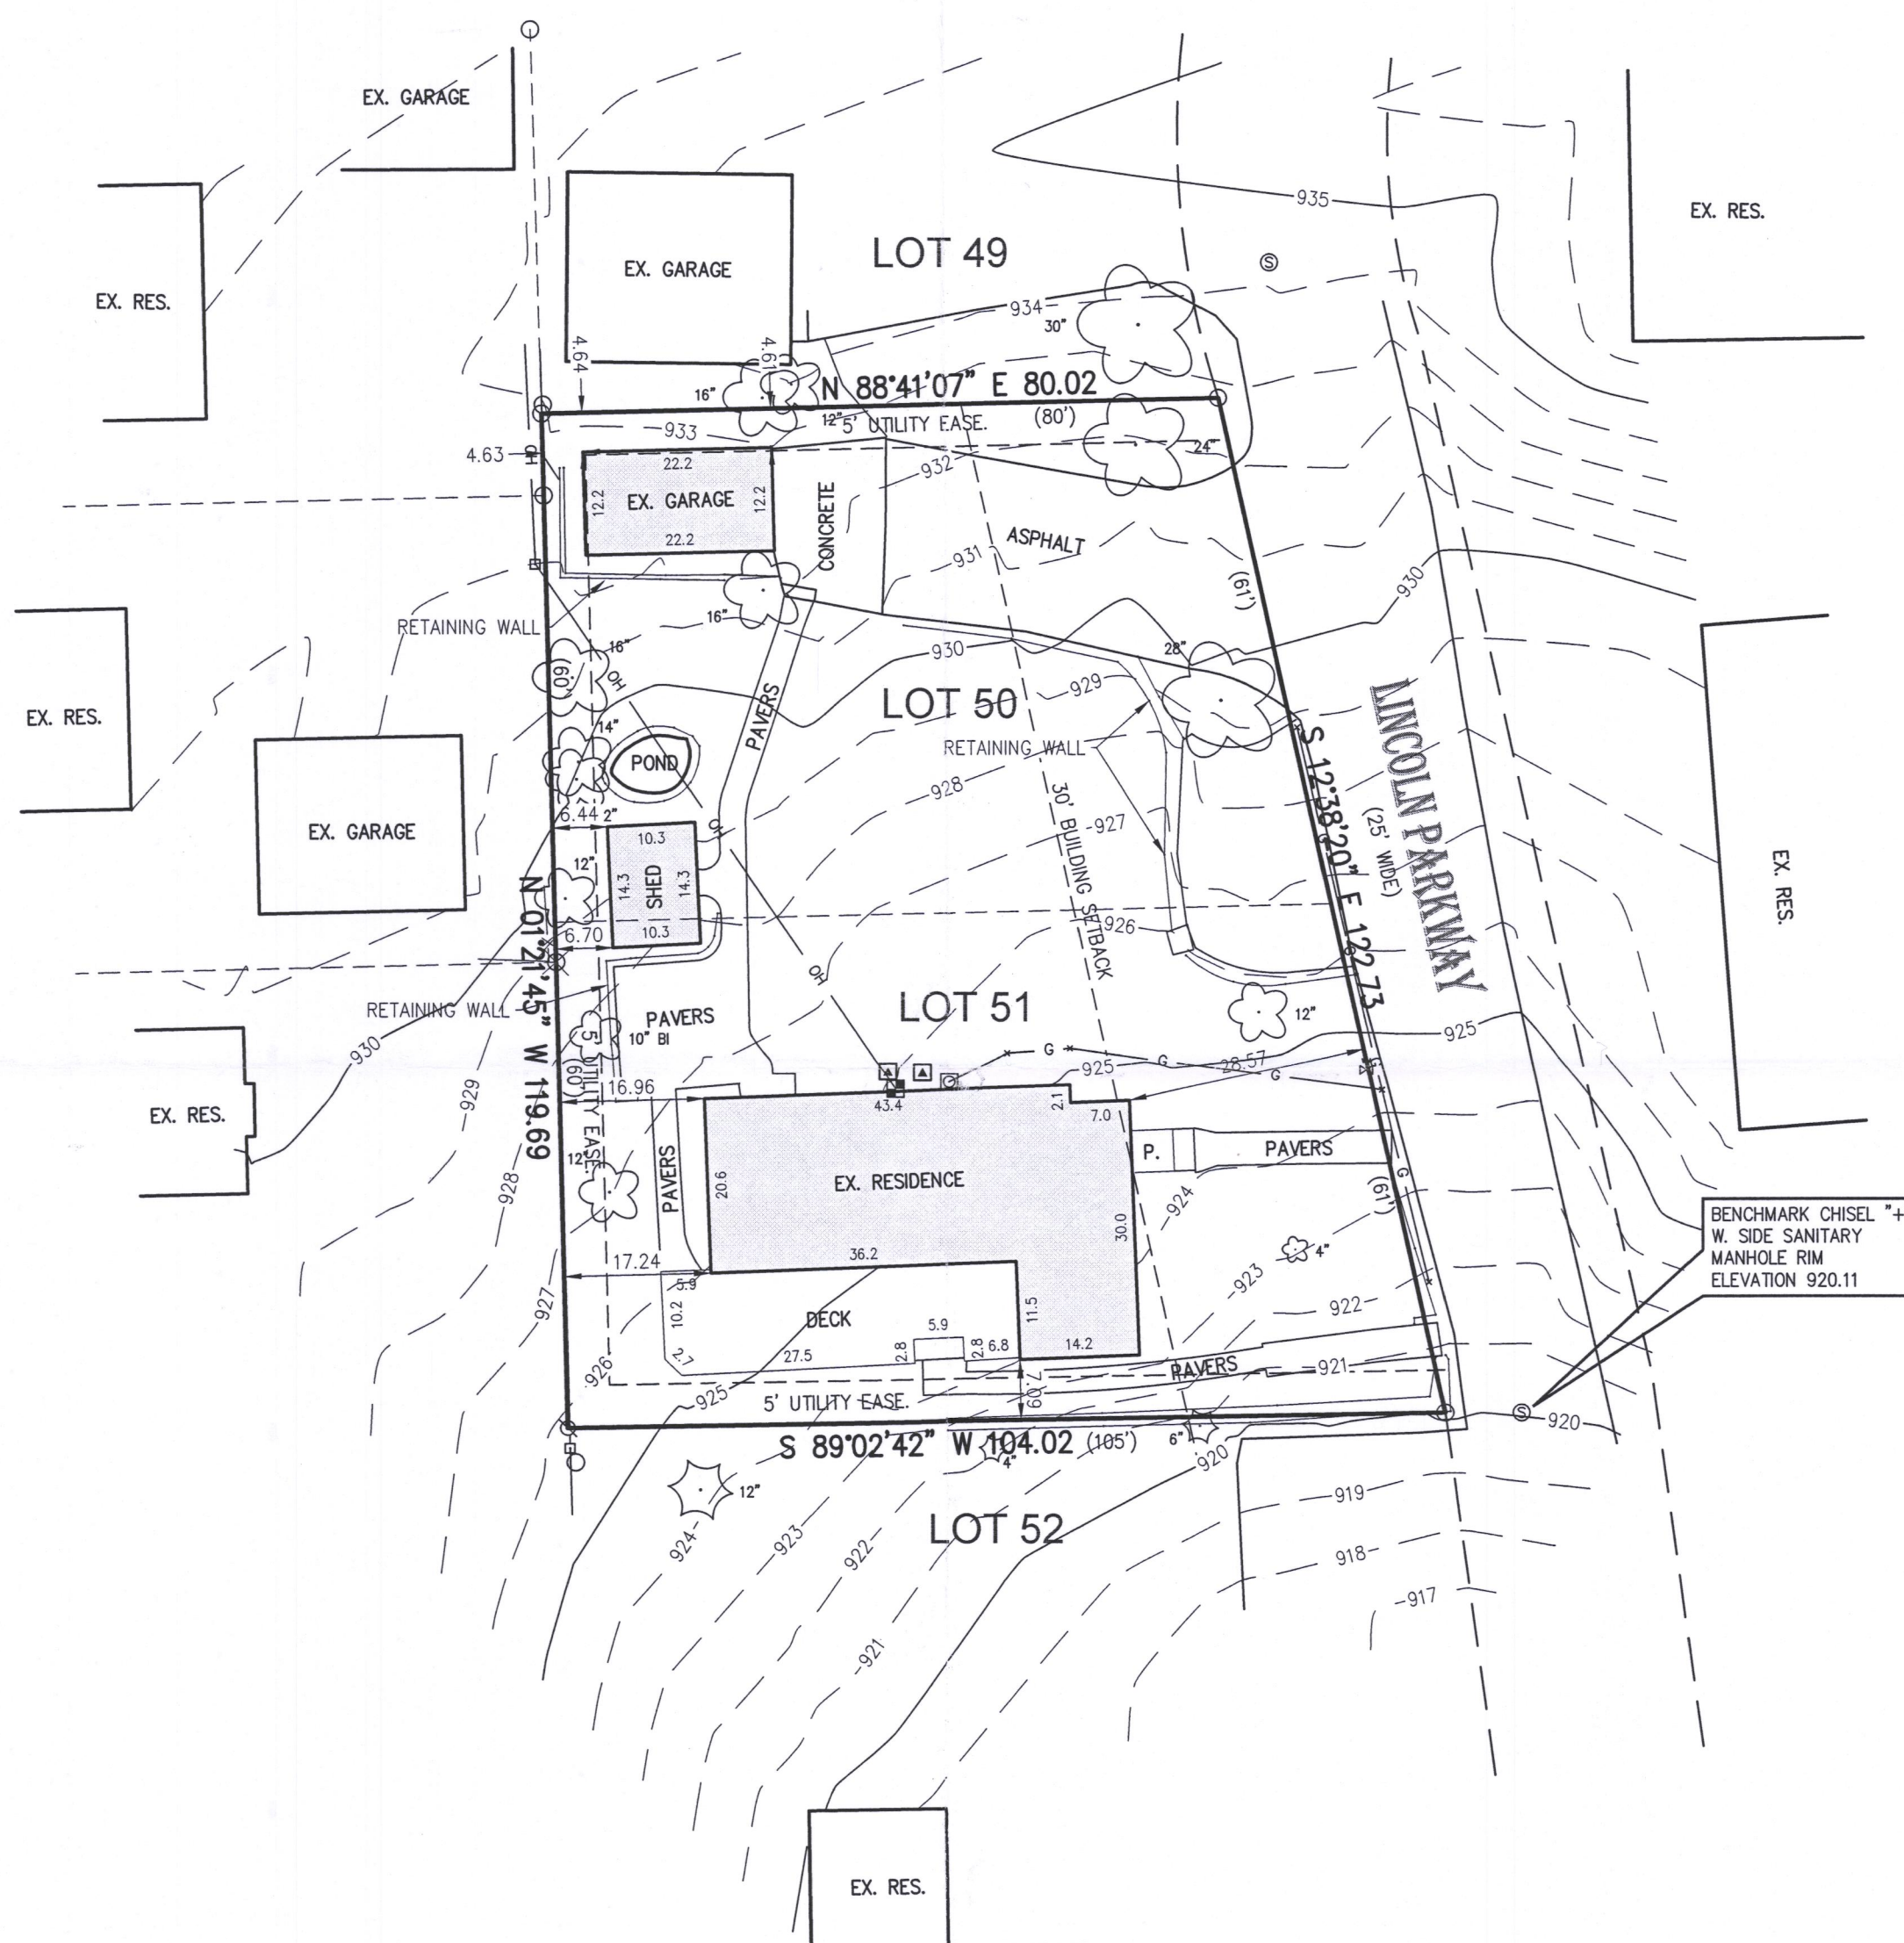 EX. GARAGE
935
EX. RES.
EX. GARAGE
LOT 49
EX. RES.
934
30"
4.64
4.61
16"
N 88°41'07" E 80.02
12"
5' UTILITY EASE.
(80')
933
24"
4.63
OH
22.2
932
12.2
EX. GARAGE
12.2
22.2
CONCRETE
ASPHALT
931
930
(61')
RETAINING WALL
16"
16"
28"
930
(60')
OH
929
EX. RES.
LOT 50
PAVERS
14"
RETAINING WALL
S 12°38'20" E 122.73
LINCOLN PARKWAY
(25' WIDE)
POND
928
30' BUILDING SETBACK
6.44
2"
927
OH
EX. GARAGE
10.3
12"
14.3
SHED
14.3
EX. RES.
10.3
6.70
926
N 01°21'45" W 119.69
OH
RETAINING WALL
LOT 51
12"
PAVERS
10" BI
5' UTILITY EASE.
925
930
G
G
28.57
G
G
925
(60')
929
16.96
43.4
2.1
7.0
EX. RES.
12"
PAVERS
20.6
EX. RESIDENCE
P.
PAVERS
G
928
924
(61')
30.0
BENCHMARK CHISEL "+
W. SIDE SANITARY
MANHOLE RIM
ELEVATION 920.11
36.2
4"
17.24
923
5.9
927
10.2
DECK
11.5
922
5.9
2.7
27.5
2.8
2.8
6.8
14.2
PAVERS
921
926
7.09
925
5' UTILITY EASE.
S
920
S 89°02'42" W 104.02 (105')
6"
4"
920
12"
919
LOT 52
924
923
922
918
917
921
EX. RES.